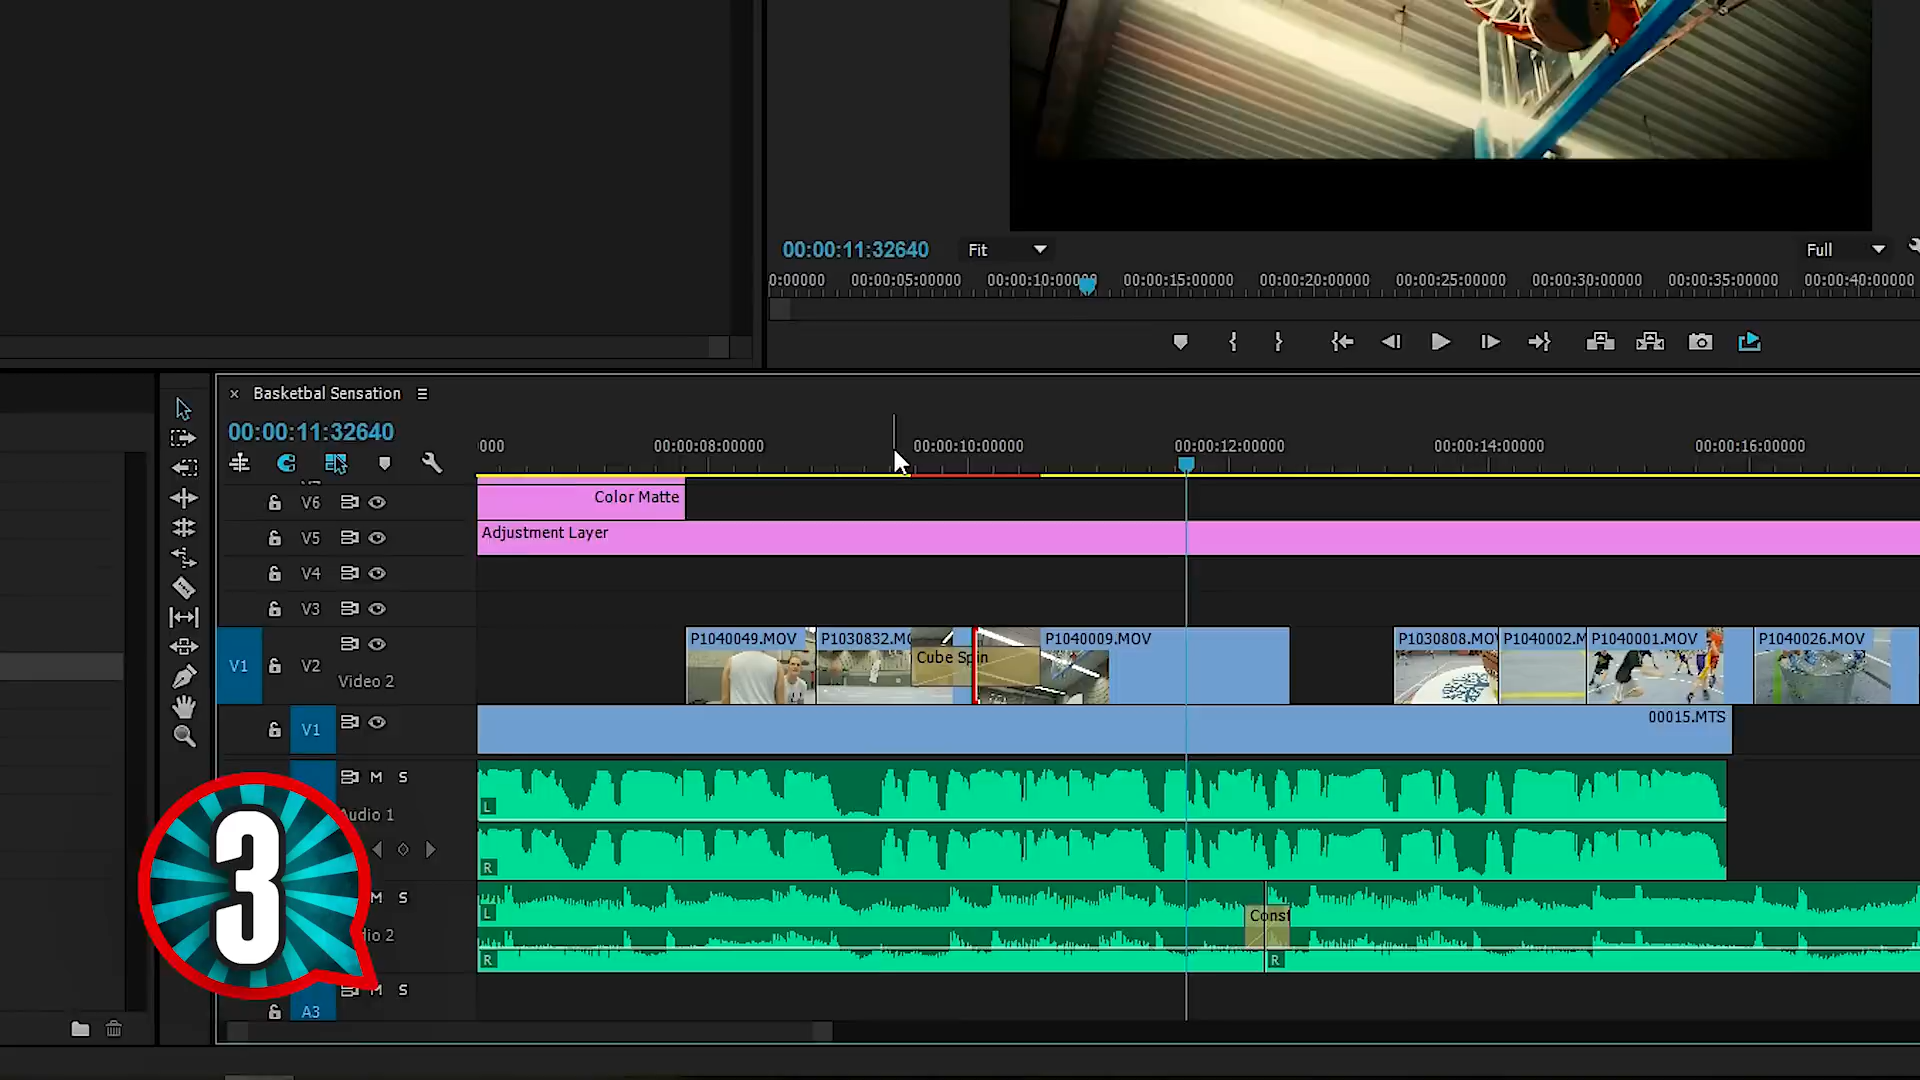 00:00:11:32640 Fit Full
0:00000 00:00:05:00000 00:00:10:00000 00:00:15:00000 00:00:20:00000 00:00:25:00000 00:00:30:00000 00:00:35:00000 00:00:40:00000
Basketbal Sensation
00:00:11:32640
000 00:00:08:00000 00:00:10:00000 00:00:12:00000 00:00:14:00000 00:00:16:00000
V6 Color Matte
V5 Adjustment Layer
V4
V3
P1040049.MOV P1030832.MO P1040009.MOV P1030808.MOV P1040002.M P1040001.MOV P1040026.MOV
Cube Spin
V1 V2
Video 2
V1 00015.MTS
M S
L
Audio 1
R
M S
L Const
dio 2
R R
M S
A3
3